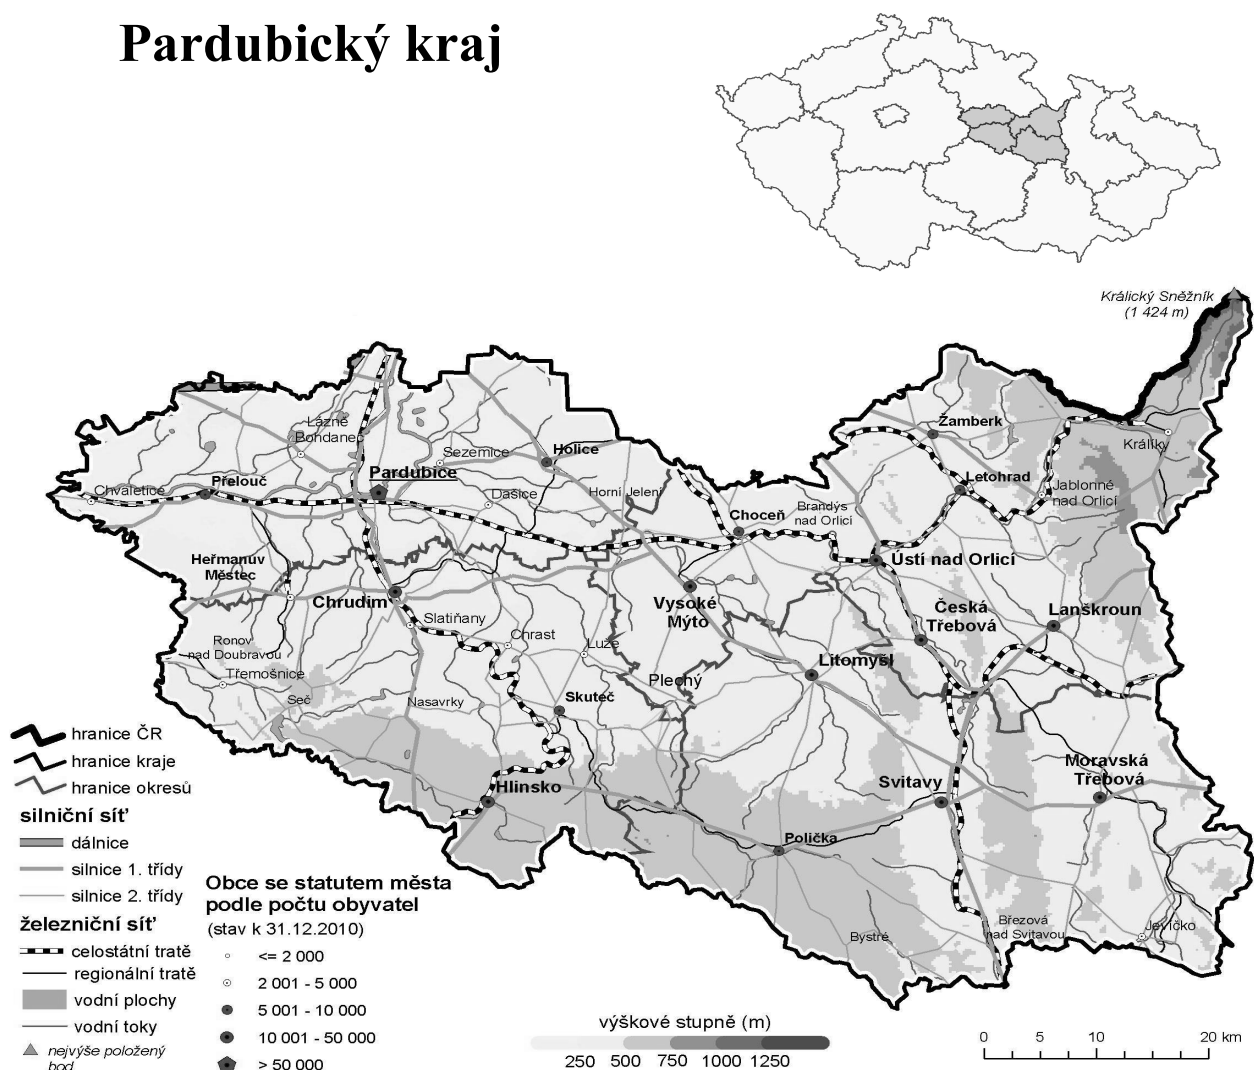 Pardubický kraj
Králický Sněžník
(1 424 m)
Lázně
Bohdaneč
Žamberk
Králíky
Holice
Sezemice
Pardubice
Přelouč
Chvaletice
Dašice
Horní Jelení
Letohrad
Jablonné
nad Orlicí
Choceň
Brandýs
nad Orlicí
Ústí nad Orlicí
Heřmanův
Městec
Chrudim
Vysoké
Mýto
Česká
Třebová
Lanškroun
Slatiňany
Chrast
Luže
Ronov
nad Doubravou
Třemošnice
Litomyšl
Plechý
Seč
Nasavrky
Skuteč
hranice ČR
hranice kraje
hranice okresů
Hlinsko
Svitavy
Moravská
Třebová
silniční síť
dálnice
silnice 1. třídy
silnice 2. třídy
Polička
železniční síť
celostátní tratě
regionální tratě
vodní plochy
vodní toky
nejvýše položený
bod
Obce se statutem města
podle počtu obyvatel
(stav k 31.12.2010)
<= 2 000
2 001 - 5 000
5 001 - 10 000
10 001 - 50 000
> 50 000
Bystré
Březová
nad Svitavou
Jevíčko
výškové stupně (m)
250 500 750 1000 1250
0 5 10 20 km